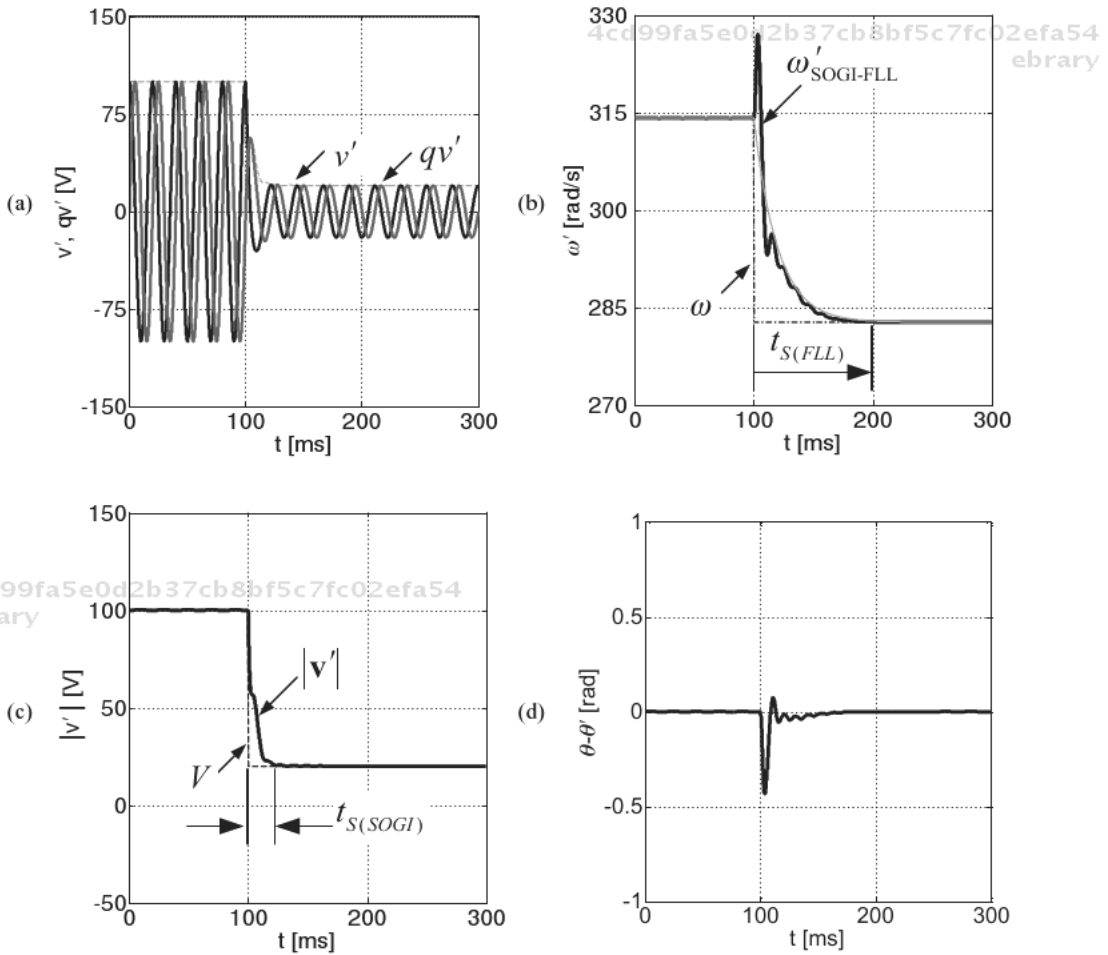 4cd99fa5e0d2b37cb8bf5c7fc02efa54
ebrary
(a)
v', qv' [V]
150
75
0
-75
-150
v'
qv'
0
100
200
300
t [ms]
(b)
ω' [rad/s]
330
315
300
285
270
ω'SOGI-FLL
ω
tS(FLL)
0
100
200
300
t [ms]
99fa5e0d2b37cb8bf5c7fc02efa54
ary
(c)
|v' | [V]
150
100
50
0
-50
|v'|
V
tS(SOGI)
0
100
200
300
t [ms]
(d)
θ-θ' [rad]
1
0.5
0
-0.5
-1
0
100
200
300
t [ms]